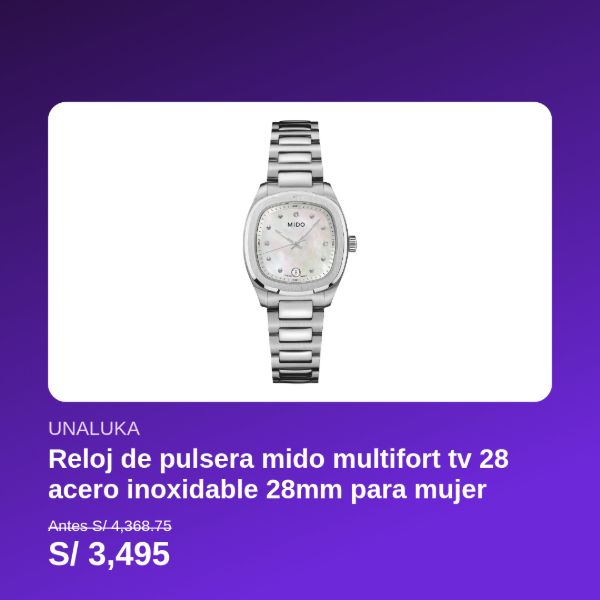 MIDO
UNALUKA
Reloj de pulsera mido multifort tv 28
acero inoxidable 28mm para mujer
Antes S/ 4,368.75
S/ 3,495